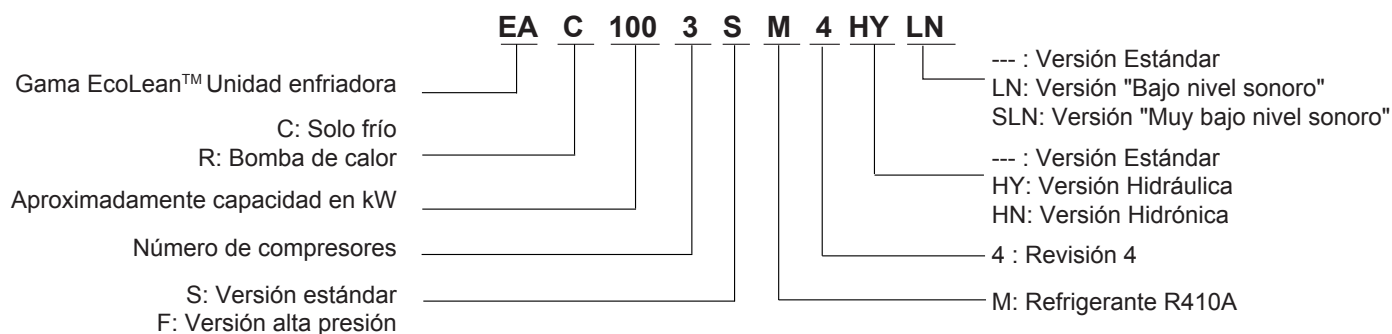 EA C 100 3 S M 4 HY LN
Gama EcoLean™ Unidad enfriadora
C: Solo frío
R: Bomba de calor
Aproximadamente capacidad en kW
Número de compresores
S: Versión estándar
F: Versión alta presión
--- : Versión Estándar
LN: Versión "Bajo nivel sonoro"
SLN: Versión "Muy bajo nivel sonoro"
--- : Versión Estándar
HY: Versión Hidráulica
HN: Versión Hidrónica
4 : Revisión 4
M: Refrigerante R410A